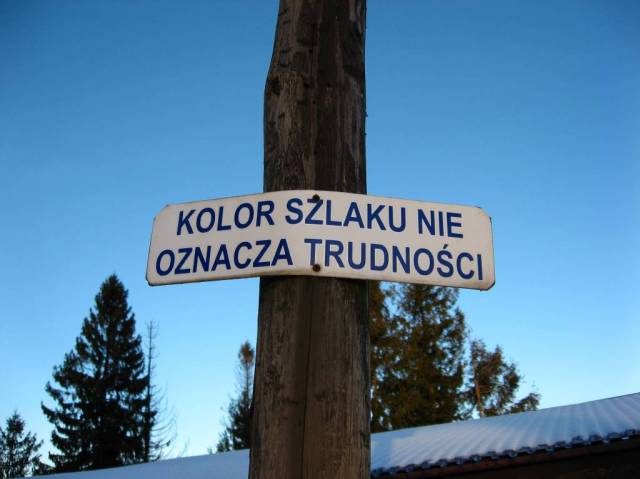 KOLOR SZLAKU NIE
OZNACZA TRUDNOŚCI